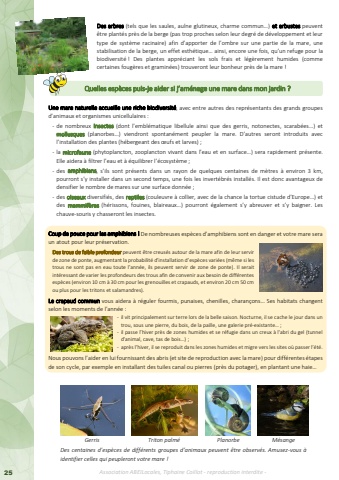 Des arbres (tels que les saules, aulne glutineux, charme commun...) et arbustes peuvent
être plantés près de la berge (pas trop proches selon leur degré de développement et leur
type de système racinaire) afin d'apporter de l'ombre sur une partie de la mare, une
stabilisation de la berge, un effet esthétique... ainsi, encore une fois, qu'un refuge pour la
biodiversité ! Des plantes appréciant les sols frais et légèrement humides (comme
certaines fougères et graminées) trouveront leur bonheur près de la mare !
Quelles espèces puis-je aider si j'aménage une mare dans mon jardin ?
Une mare naturelle accueille une riche biodiversité, avec entre autres des représentants des grands groupes
d'animaux et organismes unicellulaires :
- de nombreux insectes (dont l'emblématique libellule ainsi que des gerris, notonectes, scarabées...) et
mollusques (planorbes...) viendront spontanément peupler la mare. D'autres seront introduits avec
l'installation des plantes (hébergeant des œufs et larves) ;
- la microfaune (phytoplancton, zooplancton vivant dans l'eau et en surface...) sera rapidement présente.
Elle aidera à filtrer l'eau et à équilibrer l'écosystème ;
- des amphibiens, s'ils sont présents dans un rayon de quelques centaines de mètres à environ 3 km,
pourront s'y installer dans un second temps, une fois les invertébrés installés. Il est donc avantageux de
densifier le nombre de mares sur une surface donnée ;
- des oiseaux diversifiés, des reptiles (couleuvre à collier, avec de la chance la tortue cistude d'Europe...) et
des mammifères (hérissons, fouines, blaireaux...) pourront également s'y abreuver et s'y baigner. Les
chauve-souris y chasseront les insectes.
Coup de pouce pour les amphibiens ! De nombreuses espèces d'amphibiens sont en danger et votre mare sera
un atout pour leur préservation.
Des trous de faible profondeur peuvent être creusés autour de la mare afin de leur servir
de zone de ponte, augmentant la probabilité d'installation d'espèces variées (même si les
trous ne sont pas en eau toute l'année, ils peuvent servir de zone de ponte). Il serait
intéressant de varier les profondeurs des trous afin de convenir aux besoins de différentes
espèces (environ 10 cm à 20 cm pour les grenouilles et crapauds, et environ 20 cm 50 cm
ou plus pour les tritons et salamandres).
Le crapaud commun vous aidera à réguler fourmis, punaises, chenilles, charançons... Ses habitats changent
selon les moments de l'année :
- il vit principalement sur terre lors de la belle saison. Nocturne, il se cache le jour dans un
trou, sous une pierre, du bois, de la paille, une galerie pré-existante... ;
- il passe l'hiver près de zones humides et se réfugie dans un creux à l'abri du gel (tunnel
d'animal, cave, tas de bois...) ;
- après l'hiver, il se reproduit dans les zones humides et migre vers les sites où passer l'été.
Nous pouvons l'aider en lui fournissant des abris (et site de reproduction avec la mare) pour différentes étapes
de son cycle, par exemple en installant des tuiles canal ou pierres (près du potager), en plantant une haie...
Gerris
Triton palmé
Planorbe
Mésange
Des centaines d'espèces de différents groupes d'animaux peuvent être observés. Amusez-vous à
identifier celles qui peupleront votre mare !
25